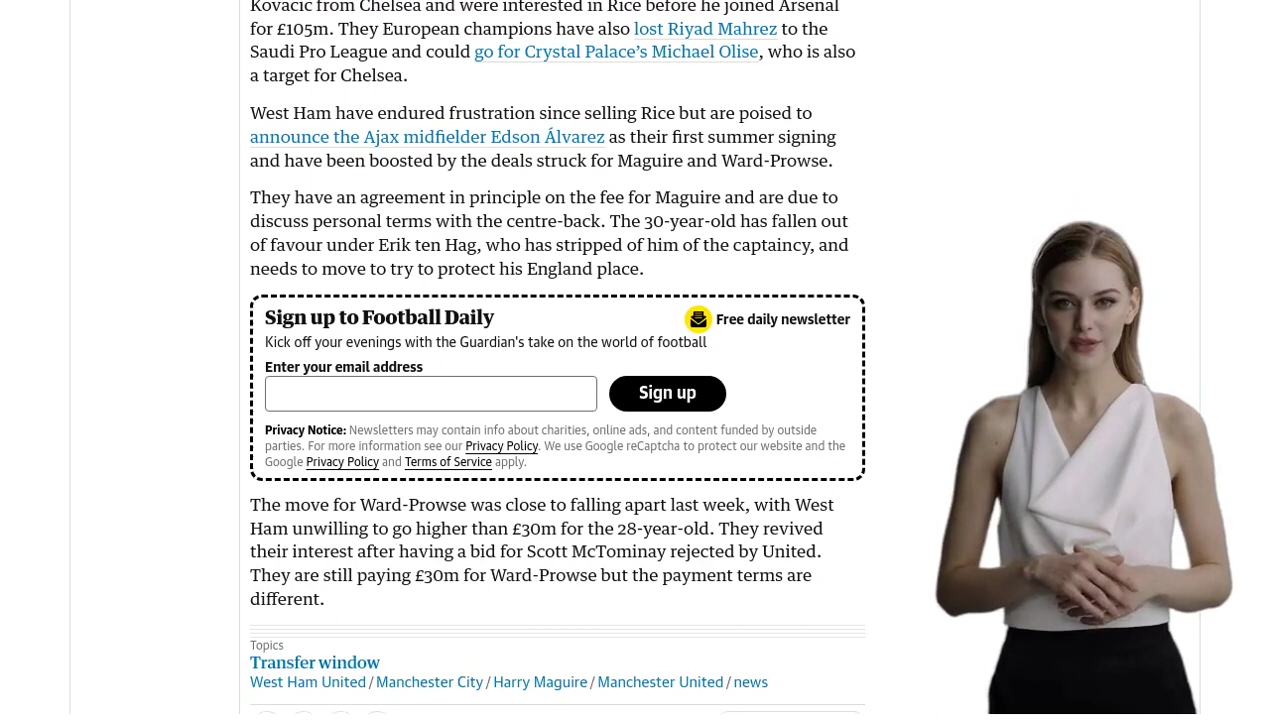 Kovacic from Chelsea and were interested in Rice before he joined Arsenal
for £105m. They European champions have also lost Riyad Mahrez to the
Saudi Pro League and could go for Crystal Palace’s Michael Olise, who is also
a target for Chelsea.
West Ham have endured frustration since selling Rice but are poised to
announce the Ajax midfielder Edson Álvarez as their first summer signing
and have been boosted by the deals struck for Maguire and Ward-Prowse.
They have an agreement in principle on the fee for Maguire and are due to
discuss personal terms with the centre-back. The 30-year-old has fallen out
of favour under Erik ten Hag, who has stripped of him of the captaincy, and
needs to move to try to protect his England place.
Sign up to Football Daily
Free daily newsletter
Kick off your evenings with the Guardian's take on the world of football
Enter your email address
Sign up
Privacy Notice: Newsletters may contain info about charities, online ads, and content funded by outside
parties. For more information see our Privacy Policy. We use Google reCaptcha to protect our website and the
Google Privacy Policy and Terms of Service apply.
The move for Ward-Prowse was close to falling apart last week, with West
Ham unwilling to go higher than £30m for the 28-year-old. They revived
their interest after having a bid for Scott McTominay rejected by United.
They are still paying £30m for Ward-Prowse but the payment terms are
different.
Topics
Transfer window
West Ham United / Manchester City / Harry Maguire / Manchester United / news